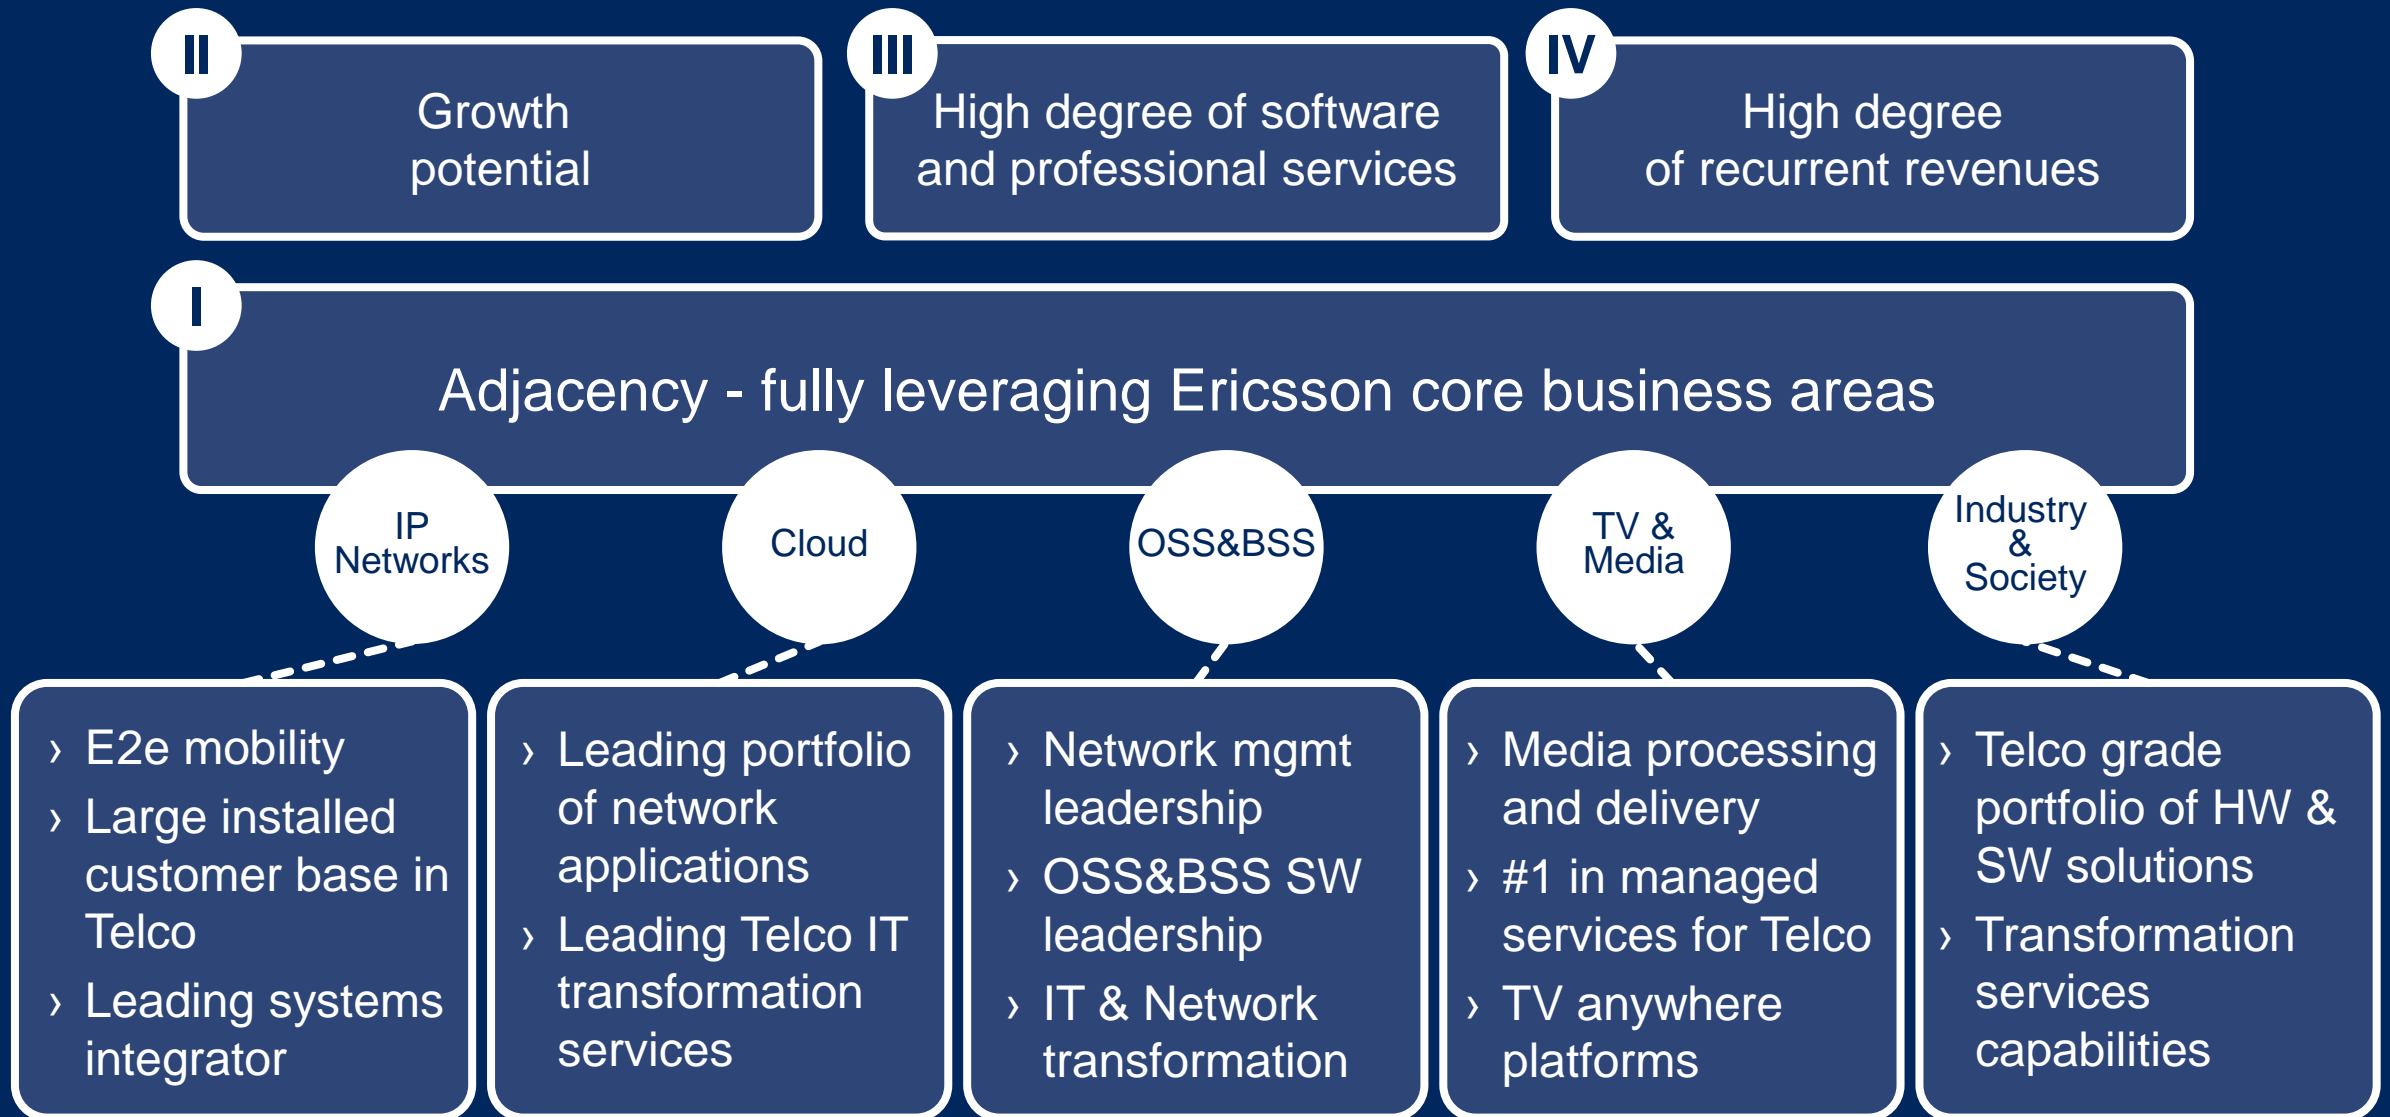 II
Growth
potential
III
High degree of software
and professional services
IV
High degree
of recurrent revenues
I
Adjacency - fully leveraging Ericsson core business areas
IP
Networks
Cloud
OSS&BSS
TV &
Media
Industry
&
Society
› E2e mobility
› Large installed
customer base in
Telco
› Leading systems
integrator
› Leading portfolio
of network
applications
› Leading Telco IT
transformation
services
› Network mgmt
leadership
› OSS&BSS SW
leadership
› IT & Network
transformation
› Media processing
and delivery
› #1 in managed
services for Telco
› TV anywhere
platforms
› Telco grade
portfolio of HW &
SW solutions
› Transformation
services
capabilities